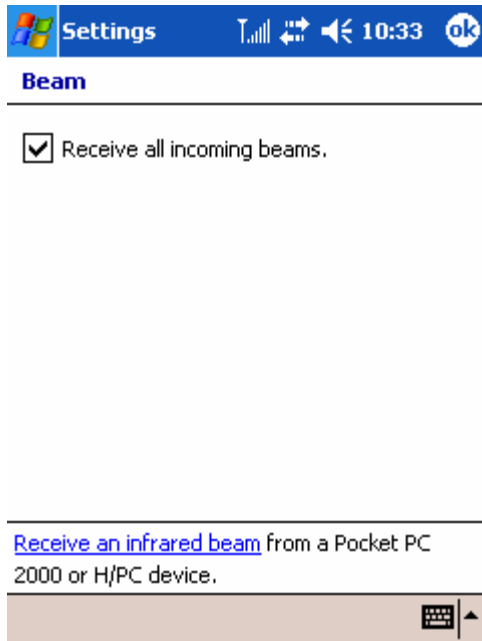 Settings 10:33 ok
Beam
Receive all incoming beams.
Receive an infrared beam from a Pocket PC
2000 or H/PC device.